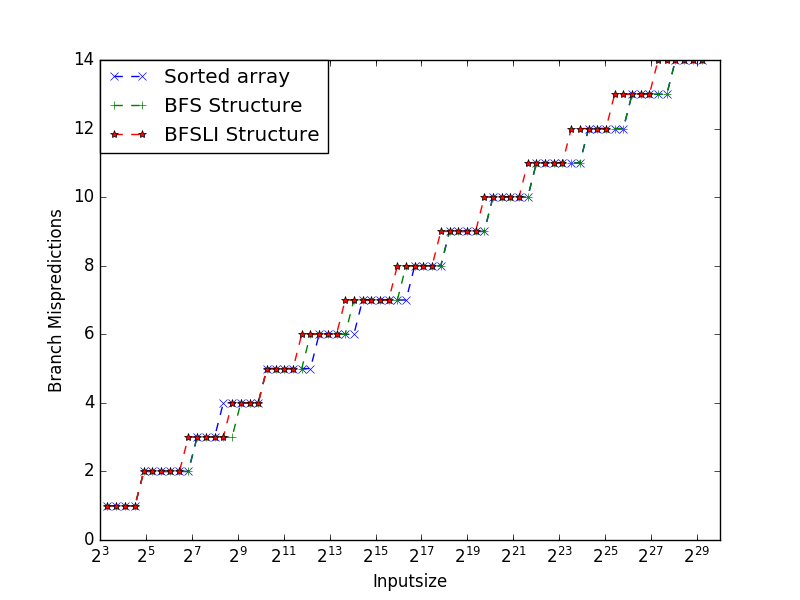 Sorted array
BFS Structure
BFSLI Structure
14
12
10
8
6
4
2
0
Branch Mispredictions
2^3 2^5 2^7 2^9 2^11 2^13 2^15 2^17 2^19 2^21 2^23 2^25 2^27 2^29
Inputsize